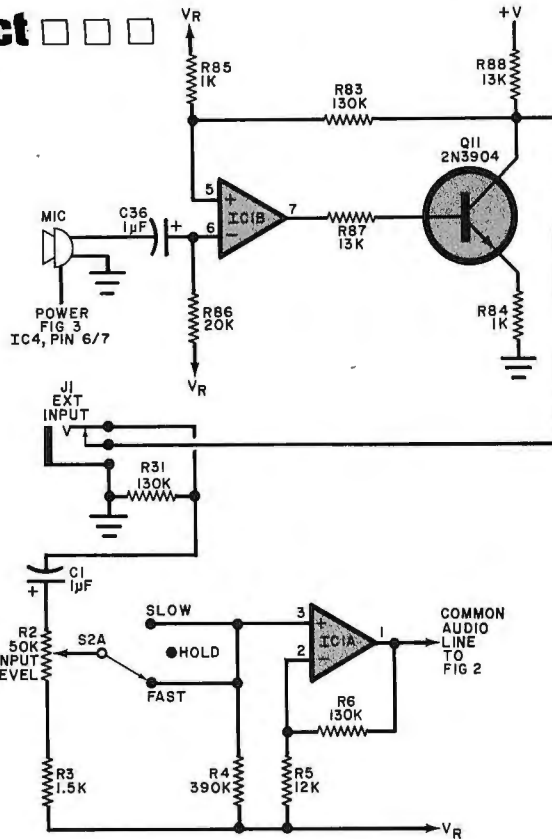 ct
VR
+V
R85
1K
R83
130K
R88
13K
Q11
2N3904
MIC
C36
1µF
+
5
+
6
−
IC1B
7
R87
13K
R86
20K
R84
1K
POWER
FIG 3
IC4, PIN 6/7
VR
J1
EXT
INPUT
R31
130K
C1
1µF
+
SLOW
R2
50K
INPUT
EVEL
S2A
HOLD
FAST
3
+
2
−
IC1A
1
COMMON
AUDIO
LINE
TO
FIG 2
R6
130K
R3
1.5K
R4
390K
R5
12K
VR